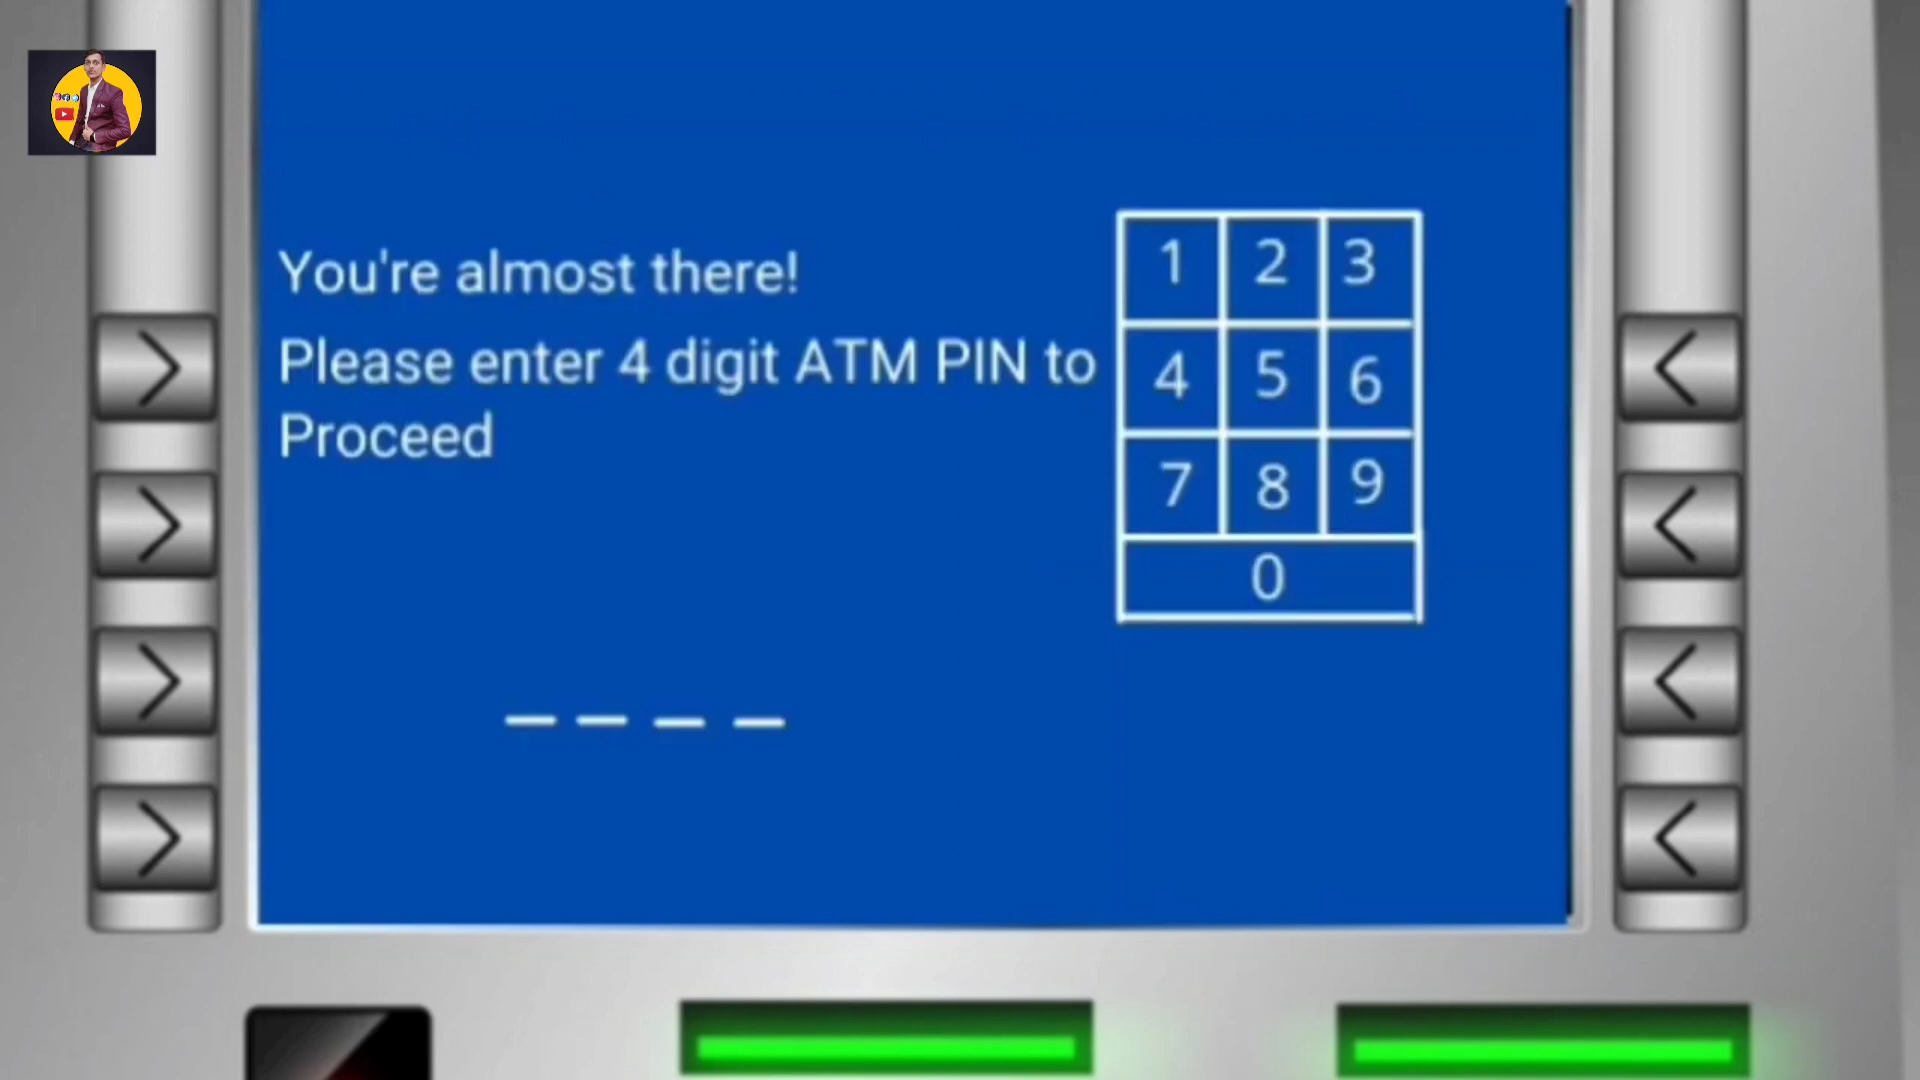 You're almost there!
Please enter 4 digit ATM PIN to
Proceed
1 2 3
4 5 6
7 8 9
0